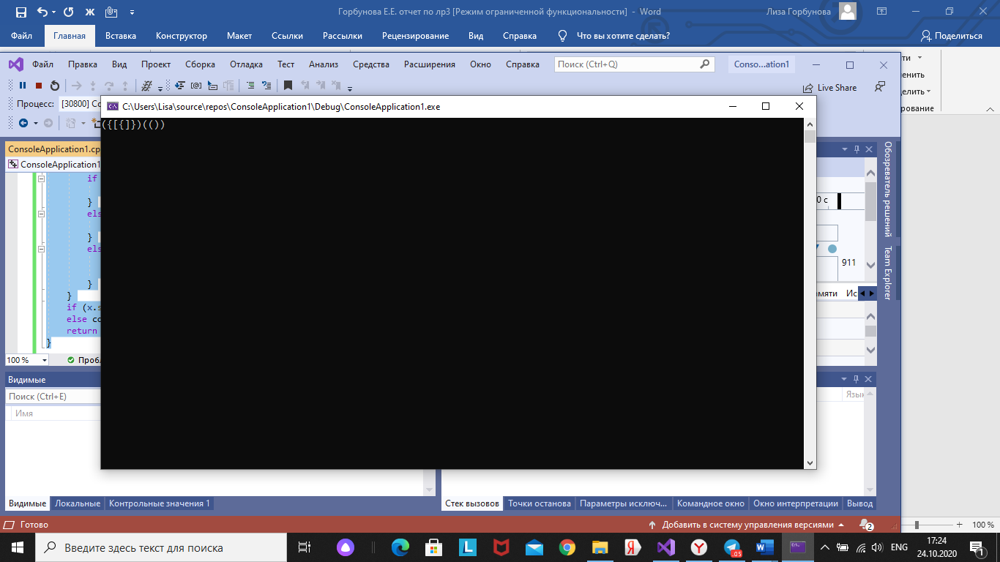 Ж
Горбунова Е.Е. отчет по лр3 [Режим ограниченной функциональности] - Word
Лиза Горбунова
Файл Главная Вставка Конструктор Макет Ссылки Рассылки Рецензирование Вид Справка Что вы хотите сделать? Поделиться
Файл Правка Вид Проект Сборка Отладка Тест Анализ Средства Расширения Окно Справка Поиск (Ctrl+Q) Conso...ation1
Live Share
Процесс: [30800] Co
C:\Users\Lisa\source\repos\ConsoleApplication1\Debug\ConsoleApplication1.exe
({[{]})(())
ConsoleApplication1.cp
ConsoleApplication1
if
}
els
}
els
}
}
if (x.s
else co
return
}
0 с
911
амяти Ис
Обозреватель решений
Team Explorer
100 % Пробл
Видимые
Поиск (Ctrl+E)
Имя
Язык
Видимые Локальные Контрольные значения 1
Стек вызовов Точки останова Параметры исключ... Командное окно Окно интерпретации Вывод
Готово
Добавить в систему управления версиями 2
100 %
Введите здесь текст для поиска
L
Я
Y
.05
W
ENG
17:24
24.10.2020
1